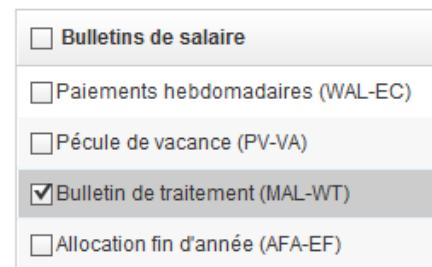 Bulletins de salaire
Paiements hebdomadaires (WAL-EC)
Pécule de vacance (PV-VA)
Bulletin de traitement (MAL-WT)
Allocation fin d'année (AFA-EF)